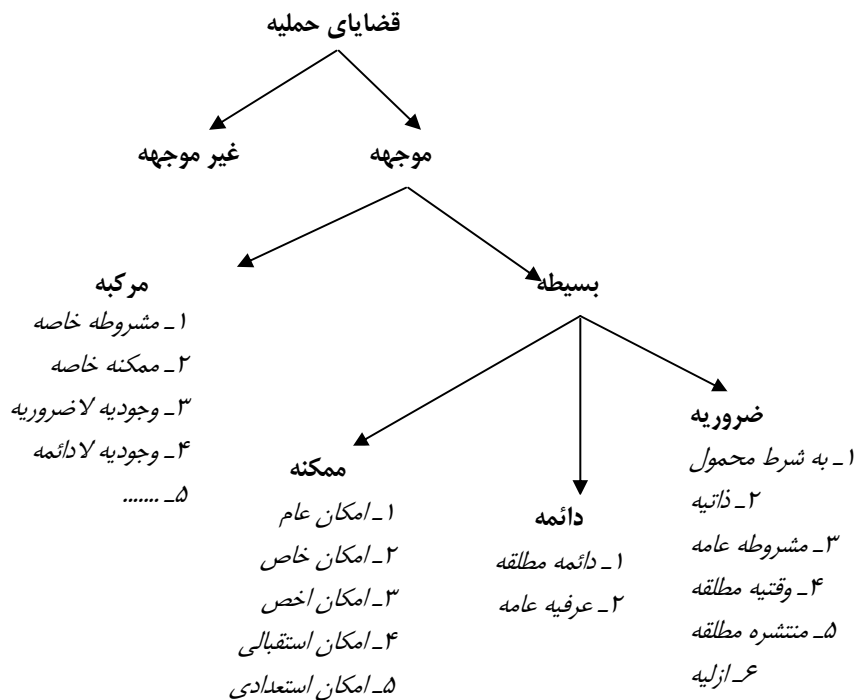 قضایای حملیه
موجهه
غیر موجهه
بسیطه
مرکبه
۱ـ مشروطه خاصه
۲ـ ممکنه خاصه
۳ـ وجودیه لاضروریه
۴ـ وجودیه لادائمه
۵ـ .......
ضروریه
۱ـ به شرط محمول
۲ـ ذاتیه
۳ـ مشروطه عامه
۴ـ وقتیه مطلقه
۵ـ منتشره مطلقه
۶ـ ازلیه
دائمه
۱ـ دائمه مطلقه
۲ـ عرفیه عامه
ممکنه
۱ـ امکان عام
۲ـ امکان خاص
۳ـ امکان اخص
۴ـ امکان استقبالی
۵ـ امکان استعدادی